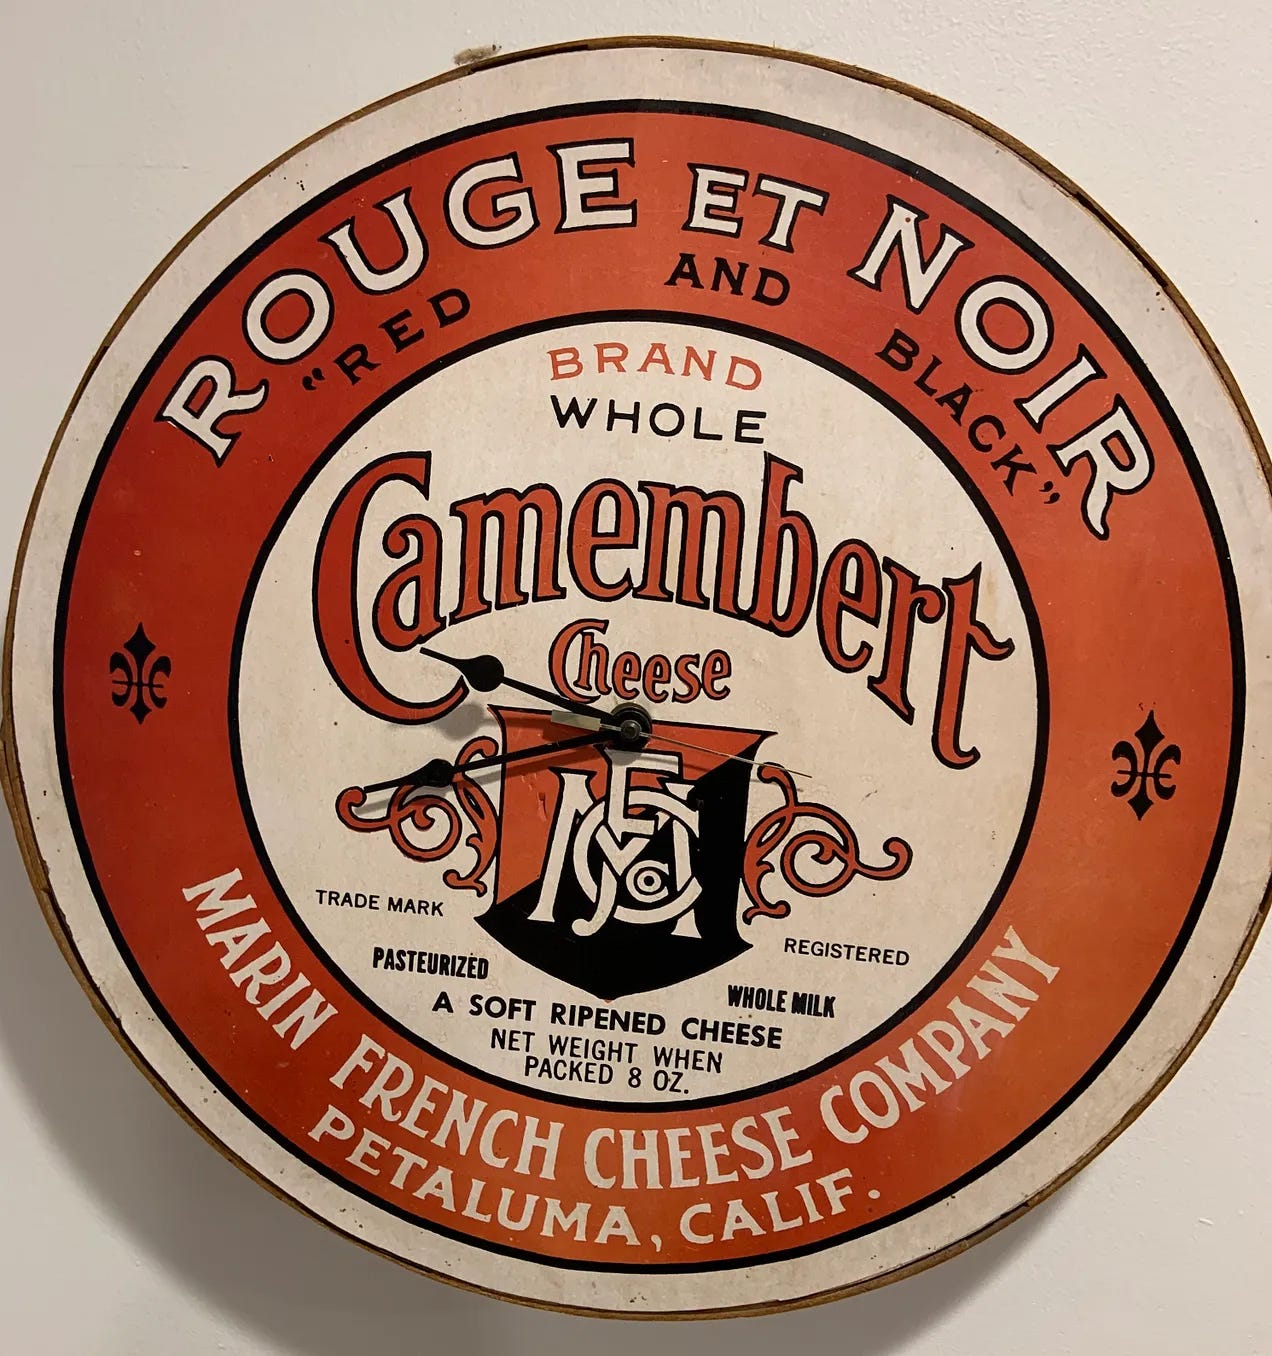 ROUGE ET NOIR
“RED AND BLACK”
BRAND
WHOLE
Camembert
Cheese
TRADE MARK
REGISTERED
PASTEURIZED
WHOLE MILK
A SOFT RIPENED CHEESE
NET WEIGHT WHEN
PACKED 8 OZ.
MARIN FRENCH CHEESE COMPANY
PETALUMA, CALIF.